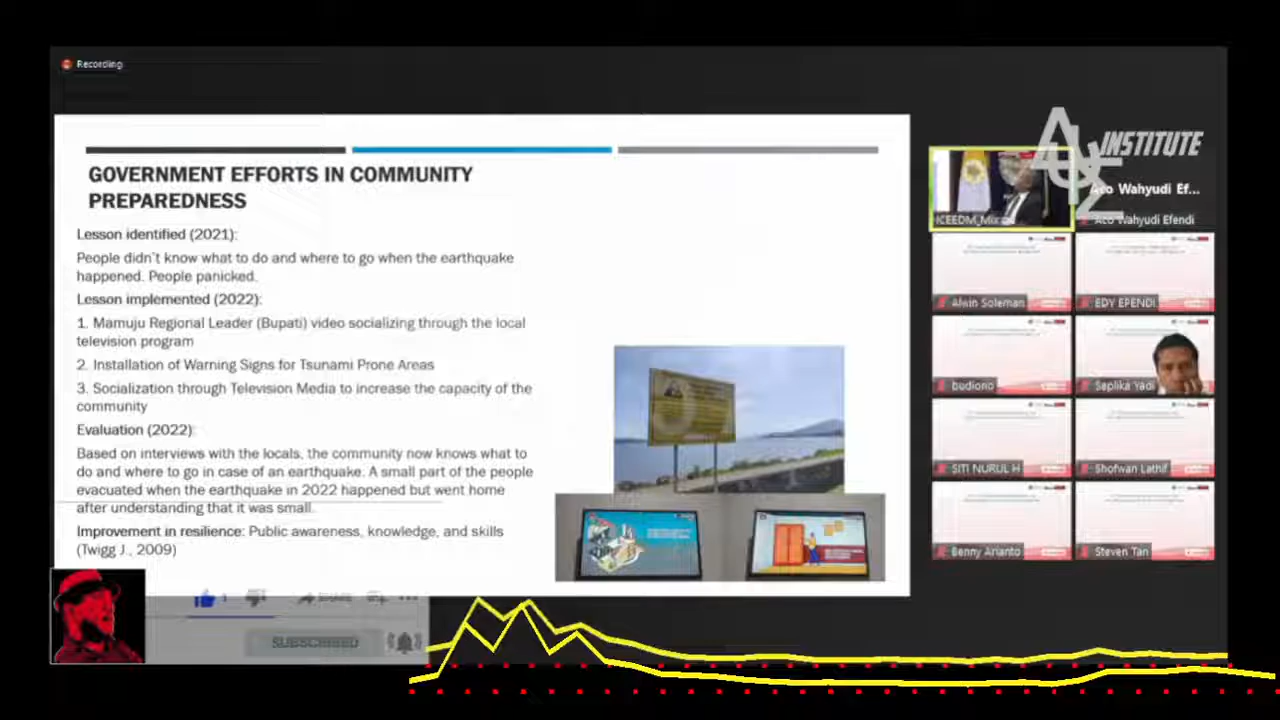 Recording
INSTITUTE
GOVERNMENT EFFORTS IN COMMUNITY
PREPAREDNESS
Lesson identified (2021):
People didn't know what to do and where to go when the earthquake
happened. People panicked.
Lesson implemented (2022):
1. Mamuju Regional Leader (Bupati) video socializing through the local
television program
2. Installation of Warning Signs for Tsunami Prone Areas
3. Socialization through Television Media to increase the capacity of the
community
Evaluation (2022):
Based on interviews with the locals, the community now knows what to
do and where to go in case of an earthquake. A small part of the people
evacuated when the earthquake in 2022 happened but went home
after understanding that it was small.
Improvement in resilience: Public awareness, knowledge, and skills
(Twigg J., 2009)
Aco Wahyudi Ef...
Aco Wahyudi Efendi
Alwin Soleman
EDY EPENDI
budiono
Seplika Yadi
SITI NURUL H
Shofwan Lathif
Benny Arianto
Steven Tan
1
SHARE
SUBSCRIBED